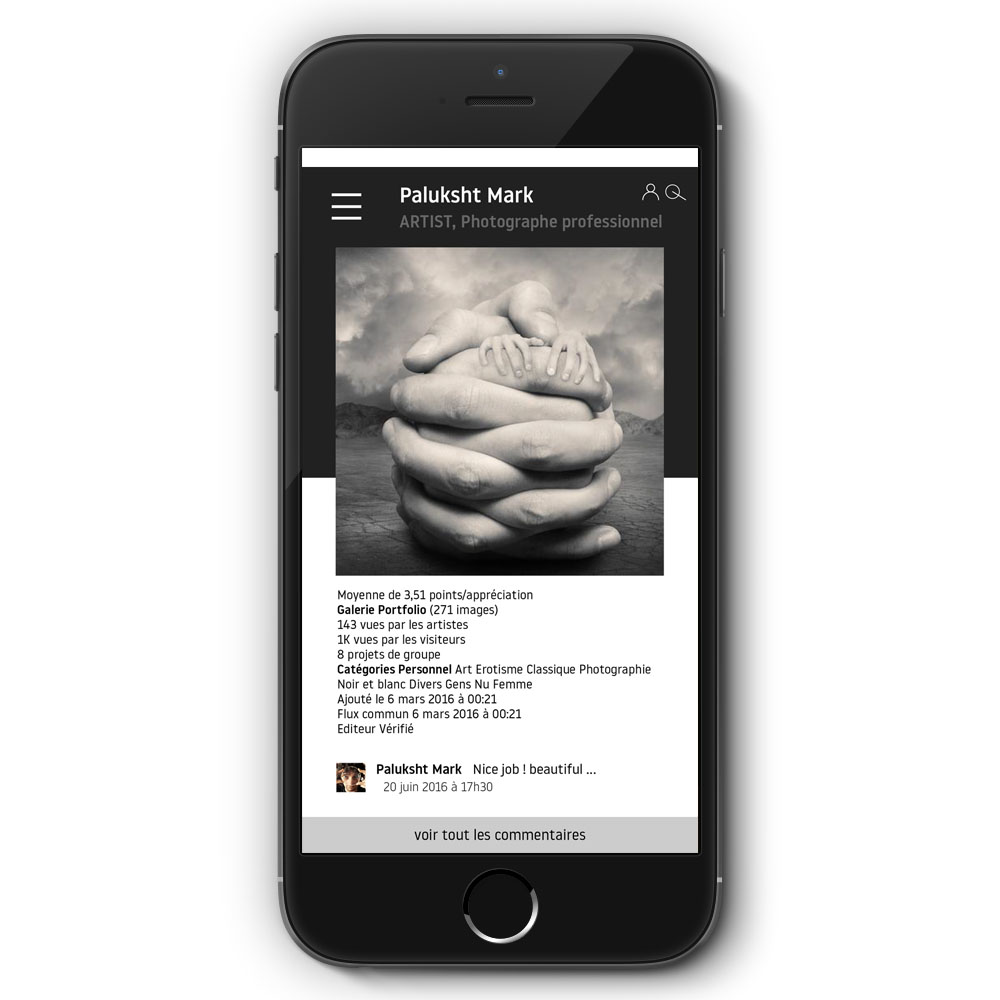 Paluksht Mark
ARTIST, Photographe professionnel
Moyenne de 3,51 points/appréciation
Galerie Portfolio (271 images)
143 vues par les artistes
1K vues par les visiteurs
8 projets de groupe
Catégories Personnel Art Erotisme Classique Photographie
Noir et blanc Divers Gens Nu Femme
Ajouté le 6 mars 2016 à 00:21
Flux commun 6 mars 2016 à 00:21
Editeur Vérifié
Paluksht Mark Nice job ! beautiful ...
20 juin 2016 à 17h30
voir tout les commentaires